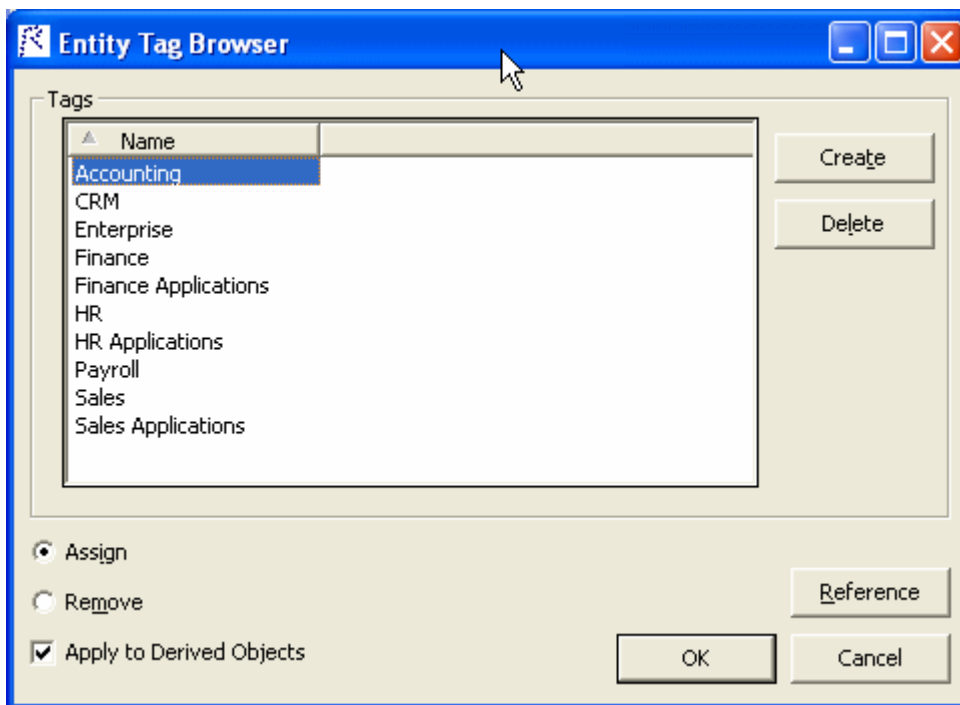 Entity Tag Browser
Tags
Name
Accounting
CRM
Enterprise
Finance
Finance Applications
HR
HR Applications
Payroll
Sales
Sales Applications
Create
Delete
Assign
Remove
Apply to Derived Objects
Reference
OK
Cancel